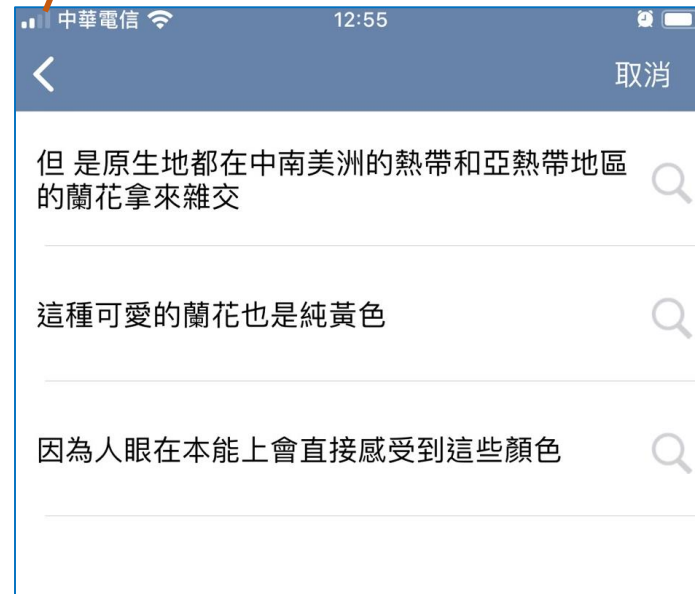 中華電信
12:55
取消
但 是原生地都在中南美洲的熱帶和亞熱帶地區
的蘭花拿來雜交
這種可愛的蘭花也是純黃色
因為人眼在本能上會直接感受到這些顏色